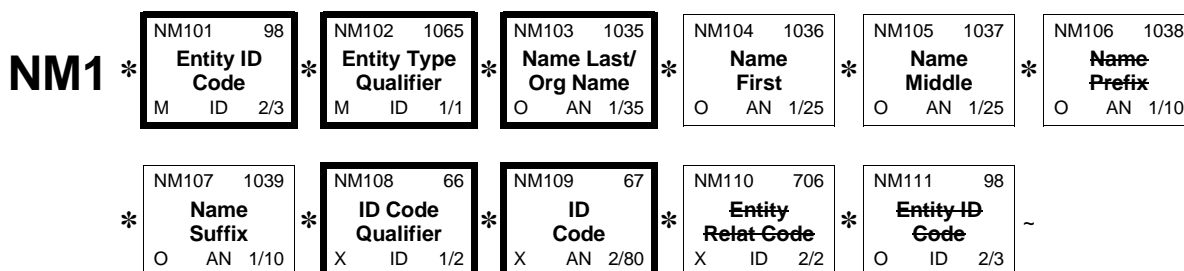 NM101 98 NM102 1065 NM103 1035 NM104 1036 NM105 1037 NM106 1038
NM1 * Entity ID Code * Entity Type Qualifier * Name Last/ Org Name * Name First * Name Middle * Name Prefix
M ID 2/3 M ID 1/1 O AN 1/35 O AN 1/25 O AN 1/25 O AN 1/10
NM107 1039 NM108 66 NM109 67 NM110 706 NM111 98
* Name Suffix * ID Code Qualifier * ID Code * Entity Relat Code * Entity ID Code ~
O AN 1/10 X ID 1/2 X AN 2/80 X ID 2/2 O ID 2/3